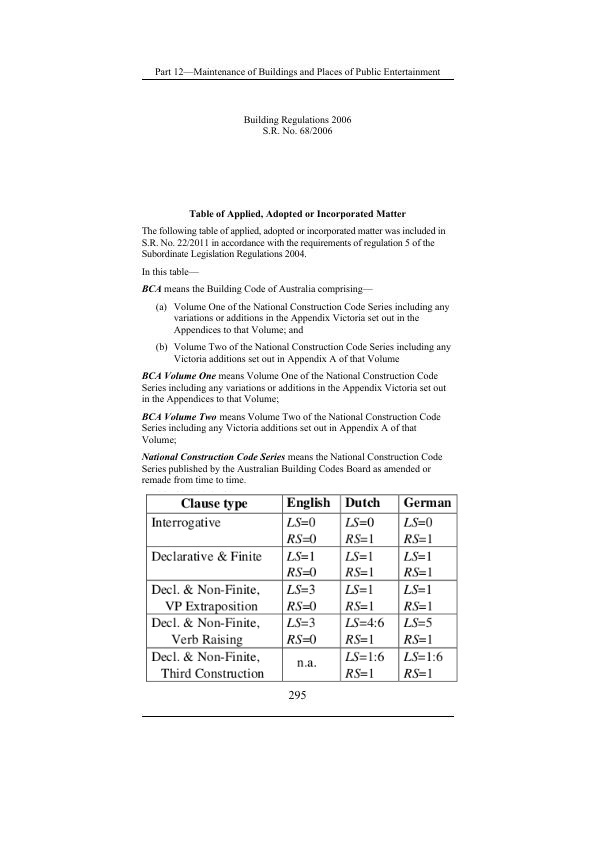 Part 12—Maintenance of Buildings and Places of Public Entertainment
Building Regulations 2006
S.R. No. 68/2006
Table of Applied, Adopted or Incorporated Matter
The following table of applied, adopted or incorporated matter was included in
S.R. No. 22/2011 in accordance with the requirements of regulation 5 of the
Subordinate Legislation Regulations 2004.
In this table—
BCA means the Building Code of Australia comprising—
(a) Volume One of the National Construction Code Series including any
variations or additions in the Appendix Victoria set out in the
Appendices to that Volume; and
(b) Volume Two of the National Construction Code Series including any
Victoria additions set out in Appendix A of that Volume
BCA Volume One means Volume One of the National Construction Code
Series including any variations or additions in the Appendix Victoria set out
in the Appendices to that Volume;
BCA Volume Two means Volume Two of the National Construction Code
Series including any Victoria additions set out in Appendix A of that
Volume;
National Construction Code Series means the National Construction Code
Series published by the Australian Building Codes Board as amended or
remade from time to time.
Clause type English Dutch German
Interrogative LS=0 LS=0 LS=0
RS=0 RS=1 RS=1
Declarative & Finite LS=1 LS=1 LS=1
RS=0 RS=1 RS=1
Decl. & Non-Finite, LS=3 LS=1 LS=1
VP Extraposition RS=0 RS=1 RS=1
Decl. & Non-Finite, LS=3 LS=4:6 LS=5
Verb Raising RS=0 RS=1 RS=1
Decl. & Non-Finite, n.a. LS=1:6 LS=1:6
Third Construction RS=1 RS=1
295